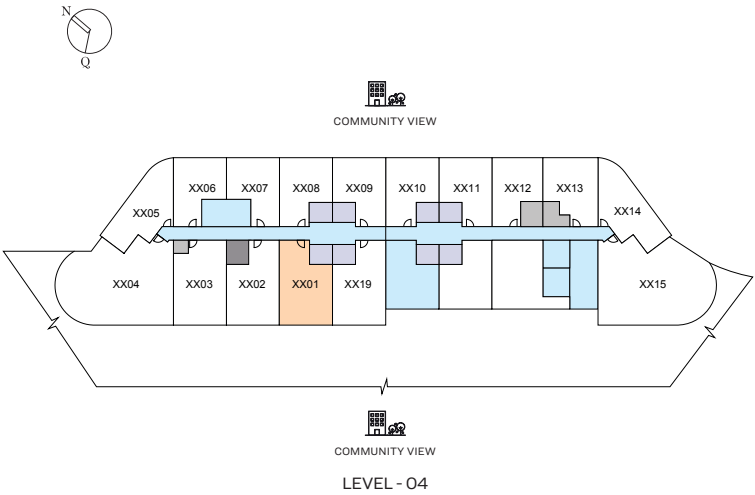 N
Q
COMMUNITY VIEW
XX06 XX07 XX08 XX09 XX10 XX11 XX12 XX13
XX05 XX14
XX04 XX03 XX02 XX01 XX19 XX15
COMMUNITY VIEW
LEVEL - 04